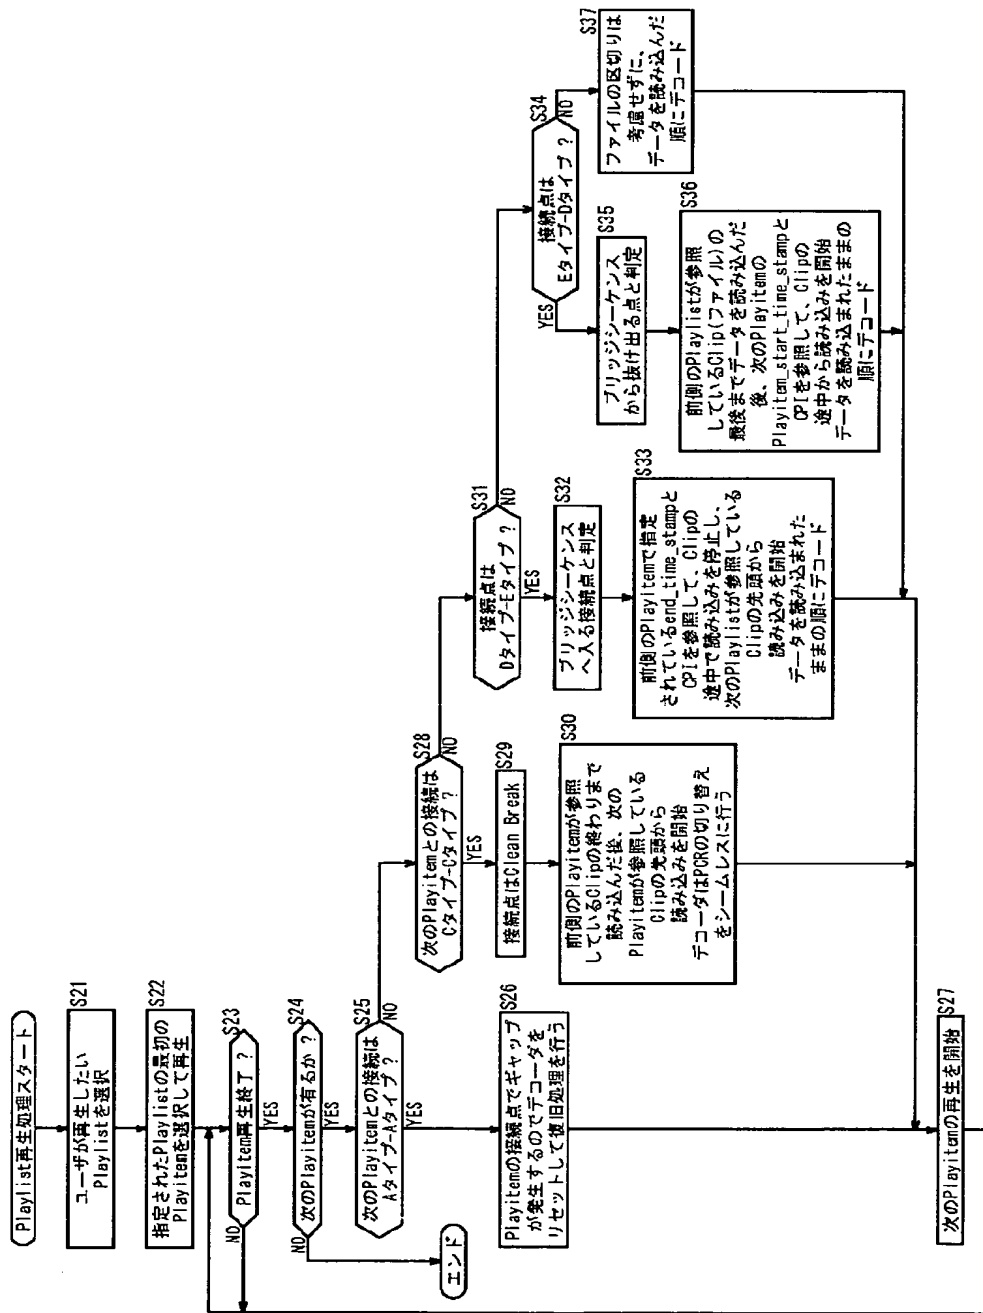 Playlist再生処理スタート
S21
ユーザが再生したい
Playlistを選択
S22
指定されたPlaylistの最初の
Playitemを選択して再生
S23
Playitem再生終了？
NO
YES
S24
次のPlayitemが有るか？
NO
YES
エンド
S25
次のPlayitemとの接続は
Aタイプ-Aタイプ？
NO
YES
S26
Playitemの接続点でギャップ
が発生するのでデコーダを
リセットして復旧処理を行う
S27
次のPlayitemの再生を開始
S28
次のPlayitemとの接続は
Cタイプ-Cタイプ？
NO
YES
S29
接続点はClean Break
S30
前側のPlayitemが参照
しているClipの終わりまで
読み込んだ後、次の
Playitemが参照している
Clipの先頭から
読み込みを開始
デコーダはPCRの切り替え
をシームレスに行う
S31
接続点は
Dタイプ-Eタイプ？
NO
YES
S32
ブリッジシーケンス
へ入る接続点と判定
S33
前側のPlayitemで指定
されているend_time_stampと
CPIを参照して、Clipの
途中で読み込みを停止し、
次のPlaylistが参照している
Clipの先頭から
読み込みを開始
データを読み込まれた
ままの順にデコード
S34
接続点は
Eタイプ-Dタイプ？
NO
YES
S35
ブリッジシーケンス
から抜け出る点と判定
S36
前側のPlaylistが参照
しているClip(ファイル)の
最後までデータを読み込んだ
後、次のPlayitemの
Playitem_start_time_stampと
CPIを参照して、Clipの
途中から読み込みを開始
データを読み込まれたままの
順にデコード
S37
ファイルの区切りは
考慮せずに、
データを読み込んだ
順にデコード